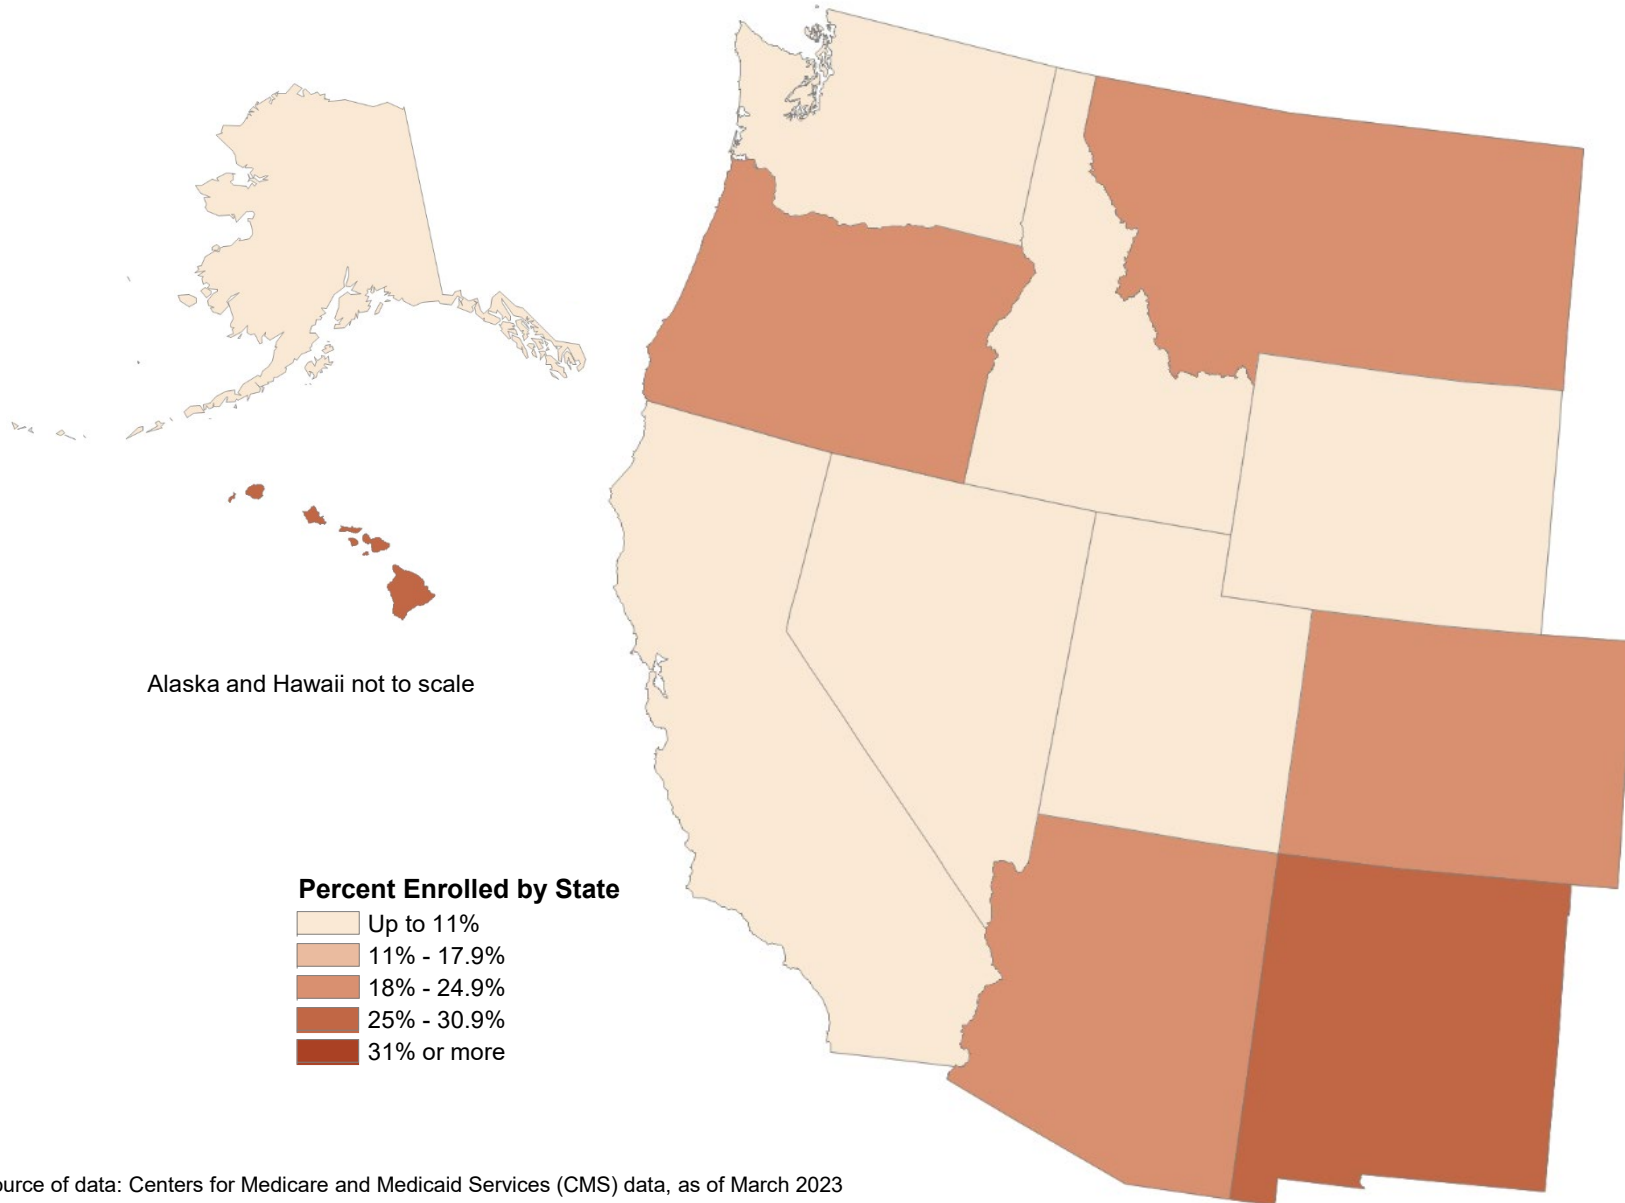 Alaska and Hawaii not to scale
Percent Enrolled by State
Up to 11%
11% - 17.9%
18% - 24.9%
25% - 30.9%
31% or more
urce of data: Centers for Medicare and Medicaid Services (CMS) data, as of March 2023